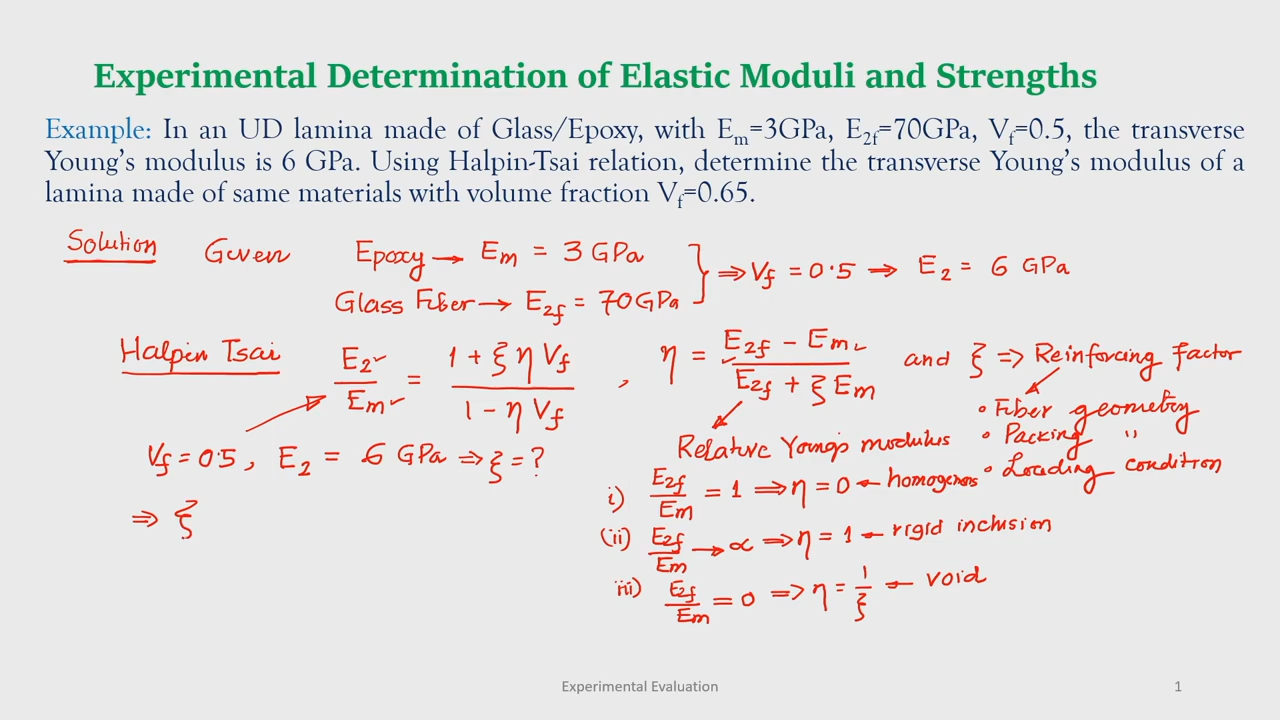 Experimental Determination of Elastic Moduli and Strengths
Example: In an UD lamina made of Glass/Epoxy, with Em=3GPa, E2f=70GPa, Vf=0.5, the transverse
Young's modulus is 6 GPa. Using Halpin-Tsai relation, determine the transverse Young's modulus of a
lamina made of same materials with volume fraction Vf=0.65.
Solution Given Epoxy → Em = 3 GPa
Glass Fiber → E2f = 70GPa } ⇒ Vf = 0.5 → E2 = 6 GPa
Halpin Tsai E2✓/Em✓ = (1 + ξ η Vf)/(1 - η Vf) , η = (E2f - Em)/(E2f + ξ Em) and ξ ⇒ Reinforcing factor
• Fiber geometry
Vf = 0.5, E2 = 6 GPa ⇒ ξ = ? Relative Young's modulus • Packing "
• Loading condition
i) E2f/Em = 1 ⇒ η = 0 ← homogenos
⇒ ξ
(ii) E2f/Em → ∝ ⇒ η = 1 ← rigid inclusion
iii) E2f/Em = 0 ⇒ η = 1/ξ ← void
Experimental Evaluation 1